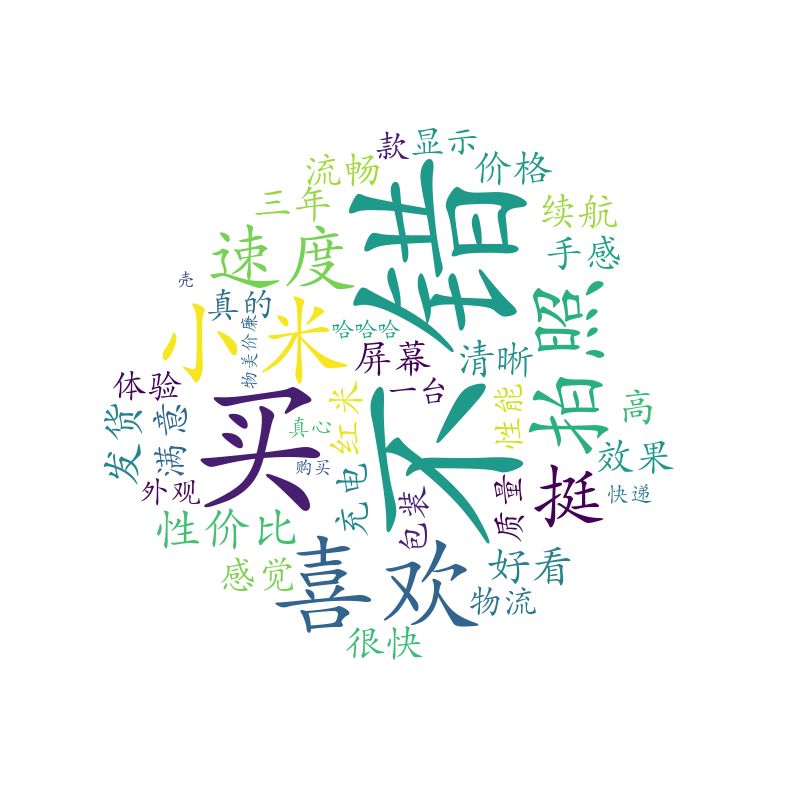 款
显示
流畅
价格
不错
三年
续航
速度
手感
壳
真的
小米
哈哈哈
拍照
物美价廉
屏幕
清晰
体验
一台
买
红米
性能
高
发货
满意
真心
效果
购买
充电
外观
包装
质量
挺
快递
性价比
喜欢
好看
感觉
物流
很快